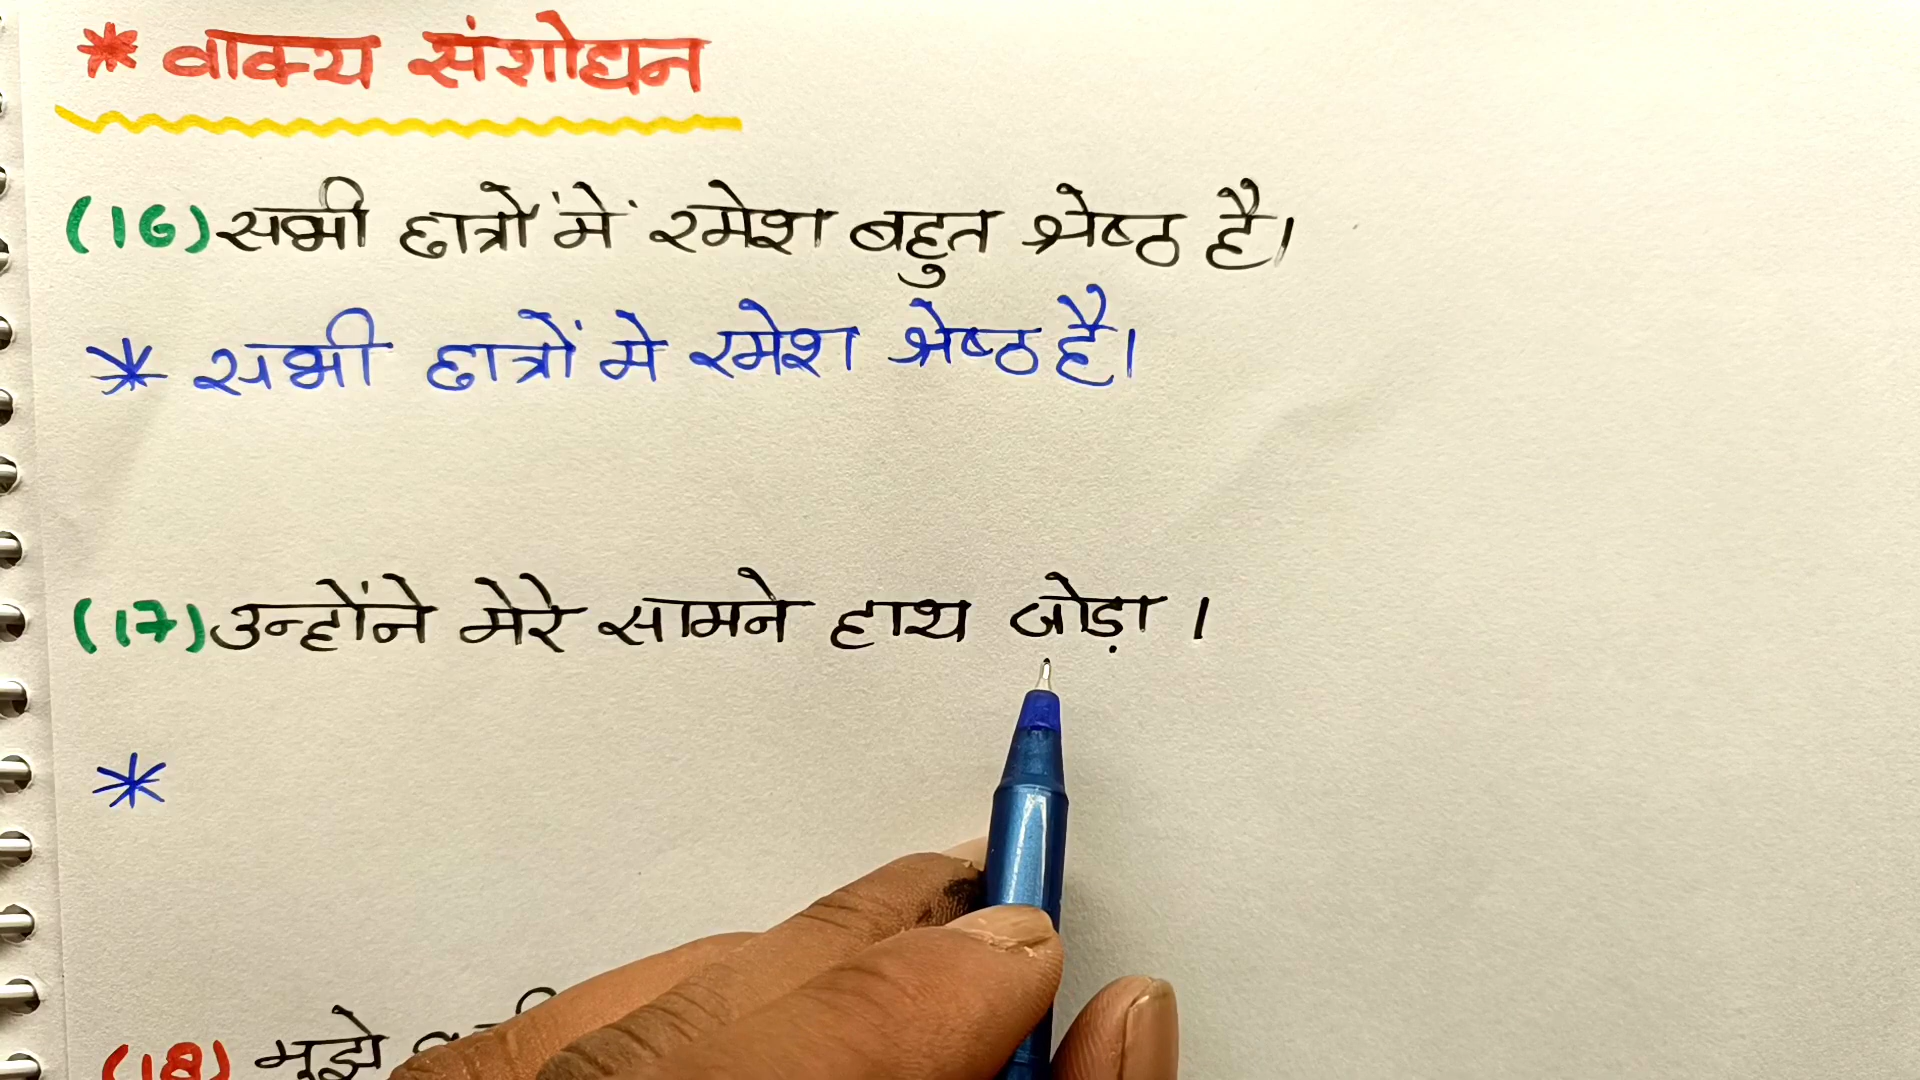 * वाक्य संशोधन
(16) सभी छात्रों में रमेश बहुत श्रेष्ठ है।
* सभी छात्रों मे रमेश श्रेष्ठ है।
(17) उन्होंने मेरे सामने हाथ जोड़ा ।
*
(18) मुझे